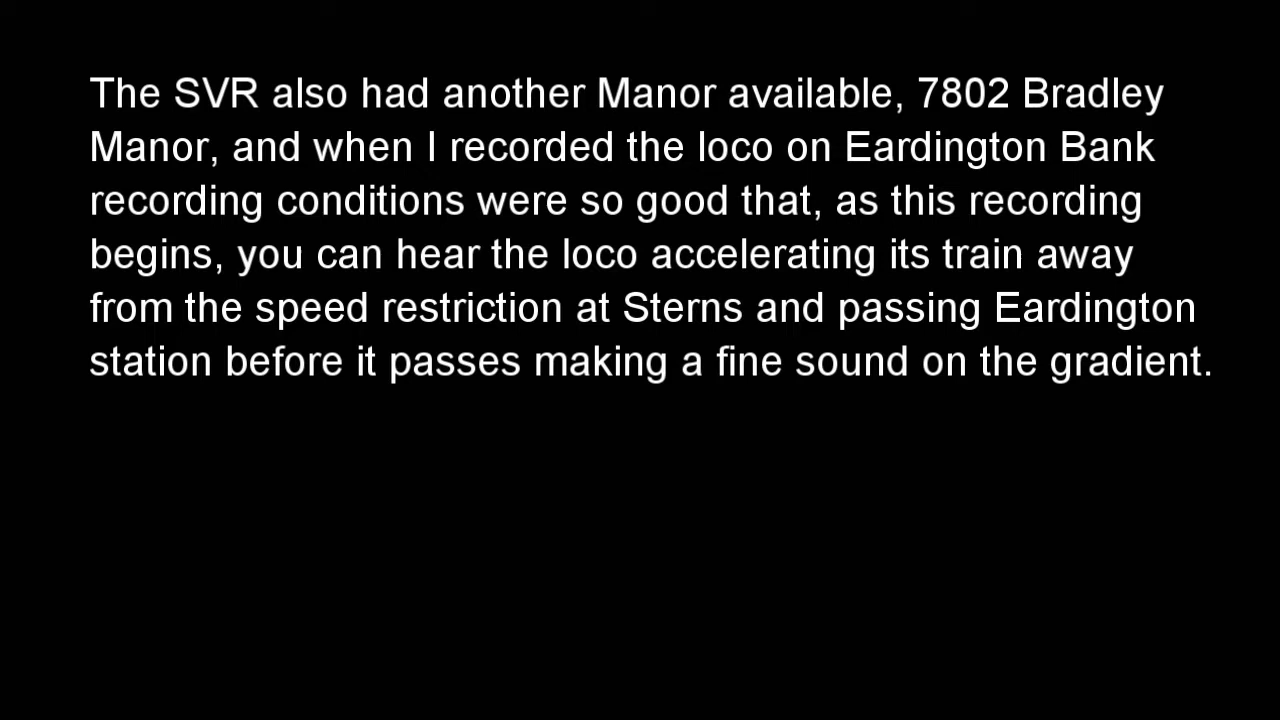 The SVR also had another Manor available, 7802 Bradley
Manor, and when I recorded the loco on Eardington Bank
recording conditions were so good that, as this recording
begins, you can hear the loco accelerating its train away
from the speed restriction at Sterns and passing Eardington
station before it passes making a fine sound on the gradient.